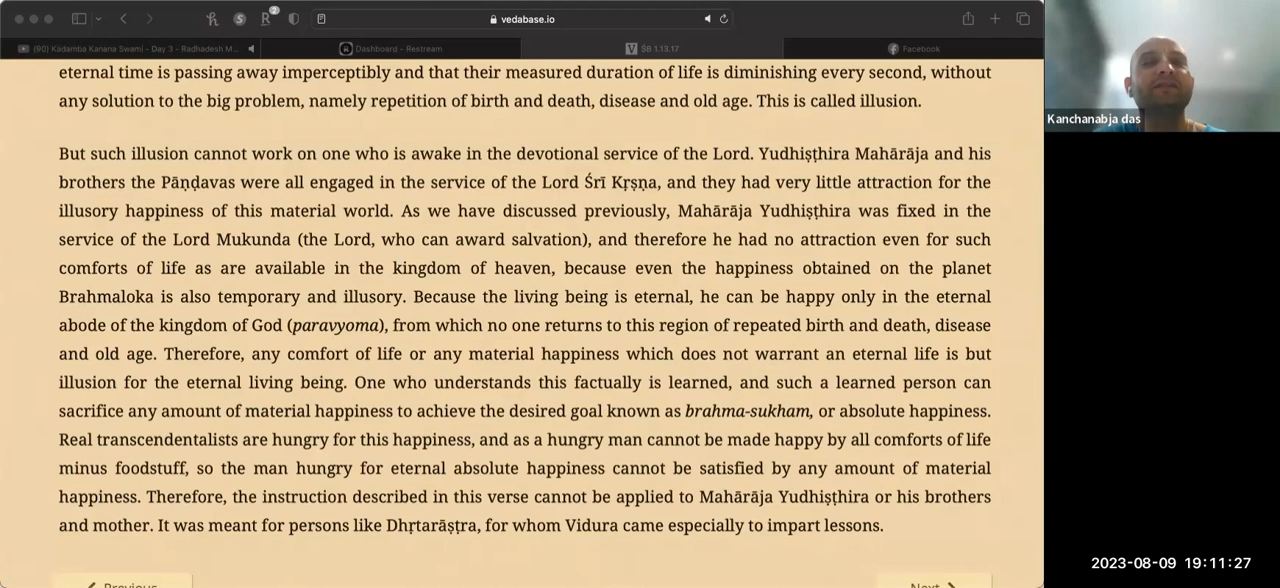 2
vedabase.io
(90) Kadamba Kanana Swami - Day 3 - Radhadesh M...
Dashboard - Restream
SB 1.13.17
Facebook
eternal time is passing away imperceptibly and that their measured duration of life is diminishing every second, without
any solution to the big problem, namely repetition of birth and death, disease and old age. This is called illusion.
But such illusion cannot work on one who is awake in the devotional service of the Lord. Yudhiṣṭhira Mahārāja and his
brothers the Pāṇḍavas were all engaged in the service of the Lord Śrī Kṛṣṇa, and they had very little attraction for the
illusory happiness of this material world. As we have discussed previously, Mahārāja Yudhiṣṭhira was fixed in the
service of the Lord Mukunda (the Lord, who can award salvation), and therefore he had no attraction even for such
comforts of life as are available in the kingdom of heaven, because even the happiness obtained on the planet
Brahmaloka is also temporary and illusory. Because the living being is eternal, he can be happy only in the eternal
abode of the kingdom of God (paravyoma), from which no one returns to this region of repeated birth and death, disease
and old age. Therefore, any comfort of life or any material happiness which does not warrant an eternal life is but
illusion for the eternal living being. One who understands this factually is learned, and such a learned person can
sacrifice any amount of material happiness to achieve the desired goal known as brahma-sukham, or absolute happiness.
Real transcendentalists are hungry for this happiness, and as a hungry man cannot be made happy by all comforts of life
minus foodstuff, so the man hungry for eternal absolute happiness cannot be satisfied by any amount of material
happiness. Therefore, the instruction described in this verse cannot be applied to Mahārāja Yudhiṣṭhira or his brothers
and mother. It was meant for persons like Dhṛtarāṣṭra, for whom Vidura came especially to impart lessons.
Previous
Next
Kanchanabja das
2023-08-09 19:11:27